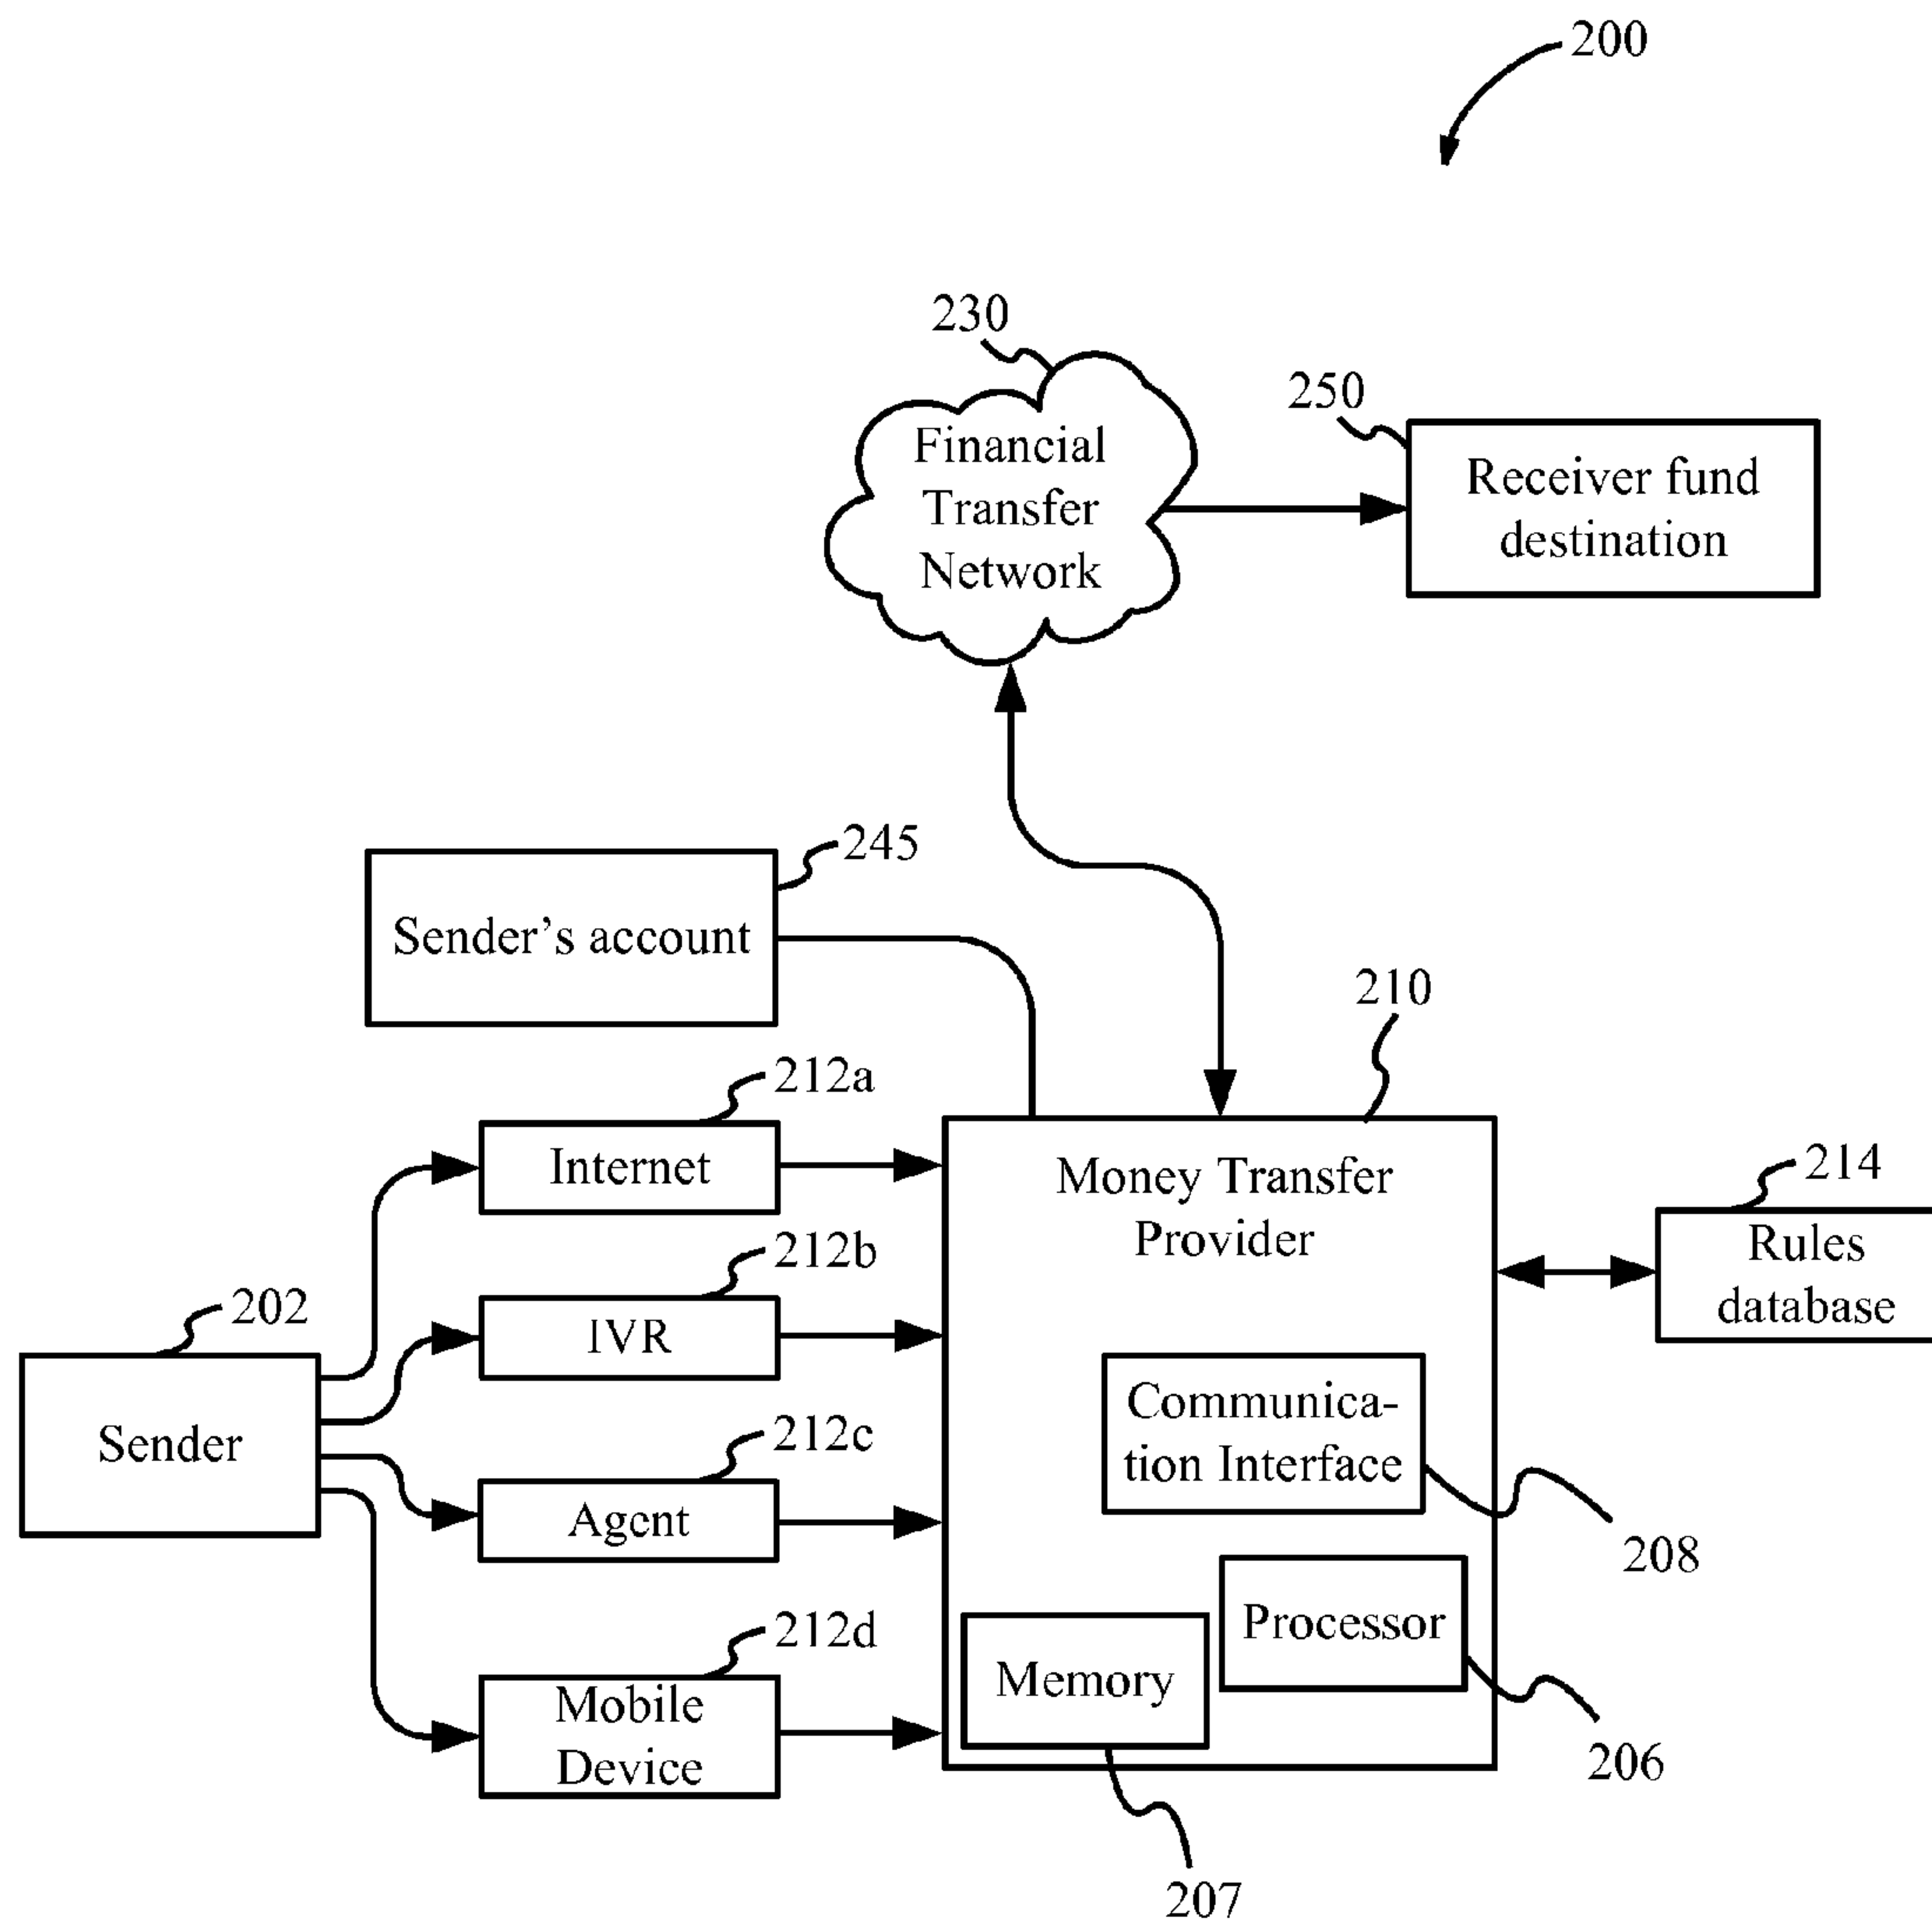 200
230
250
Financial
Transfer
Network
Receiver fund
destination
245
Sender's account
210
212a
Internet
Money Transfer
Provider
214
Rules
database
212b
IVR
202
Sender
Communica-
tion Interface
212c
Agent
208
Processor
212d
Mobile
Device
Memory
206
207